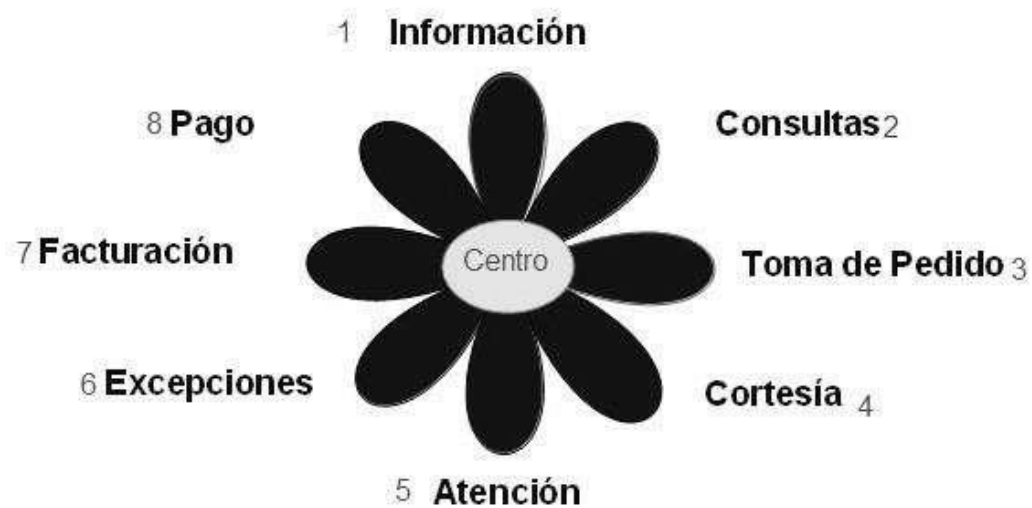 1 Información
8 Pago
Consultas 2
7 Facturación
Centro
Toma de Pedido 3
6 Excepciones
Cortesía 4
5 Atención